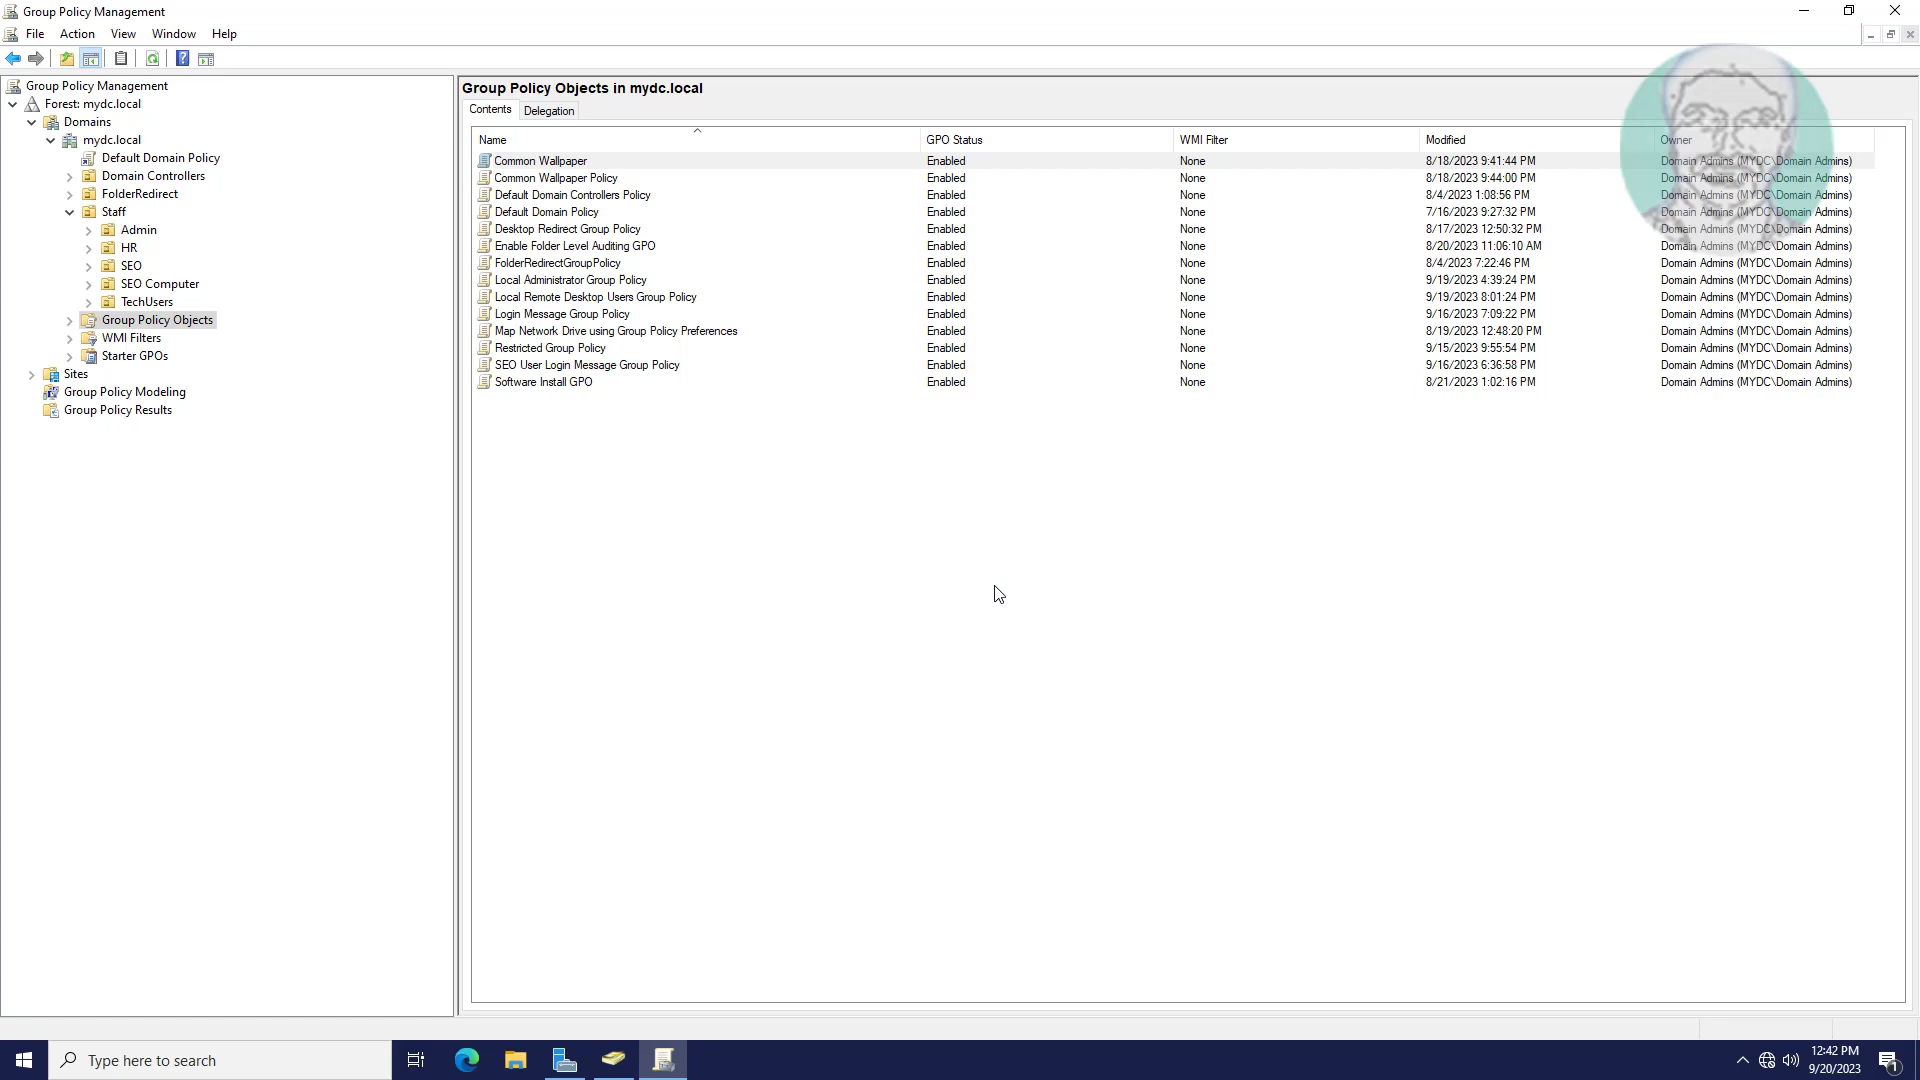 Group Policy Management
File Action View Window Help
Group Policy Management
Forest: mydc.local
Domains
mydc.local
Default Domain Policy
Domain Controllers
FolderRedirect
Staff
Admin
HR
SEO
SEO Computer
TechUsers
Group Policy Objects
WMI Filters
Starter GPOs
Sites
Group Policy Modeling
Group Policy Results
Group Policy Objects in mydc.local
Contents Delegation
Name GPO Status WMI Filter Modified Owner
Common Wallpaper Enabled None 8/18/2023 9:41:44 PM Domain Admins (MYDC\Domain Admins)
Common Wallpaper Policy Enabled None 8/18/2023 9:44:00 PM Domain Admins (MYDC\Domain Admins)
Default Domain Controllers Policy Enabled None 8/4/2023 1:08:56 PM Domain Admins (MYDC\Domain Admins)
Default Domain Policy Enabled None 7/16/2023 9:27:32 PM Domain Admins (MYDC\Domain Admins)
Desktop Redirect Group Policy Enabled None 8/17/2023 12:50:32 PM Domain Admins (MYDC\Domain Admins)
Enable Folder Level Auditing GPO Enabled None 8/20/2023 11:06:10 AM Domain Admins (MYDC\Domain Admins)
FolderRedirectGroupPolicy Enabled None 8/4/2023 7:22:46 PM Domain Admins (MYDC\Domain Admins)
Local Administrator Group Policy Enabled None 9/19/2023 4:39:24 PM Domain Admins (MYDC\Domain Admins)
Local Remote Desktop Users Group Policy Enabled None 9/19/2023 8:01:24 PM Domain Admins (MYDC\Domain Admins)
Login Message Group Policy Enabled None 9/16/2023 7:09:22 PM Domain Admins (MYDC\Domain Admins)
Map Network Drive using Group Policy Preferences Enabled None 8/19/2023 12:48:20 PM Domain Admins (MYDC\Domain Admins)
Restricted Group Policy Enabled None 9/15/2023 9:55:54 PM Domain Admins (MYDC\Domain Admins)
SEO User Login Message Group Policy Enabled None 9/16/2023 6:36:58 PM Domain Admins (MYDC\Domain Admins)
Software Install GPO Enabled None 8/21/2023 1:02:16 PM Domain Admins (MYDC\Domain Admins)
Type here to search
12:42 PM
9/20/2023
1